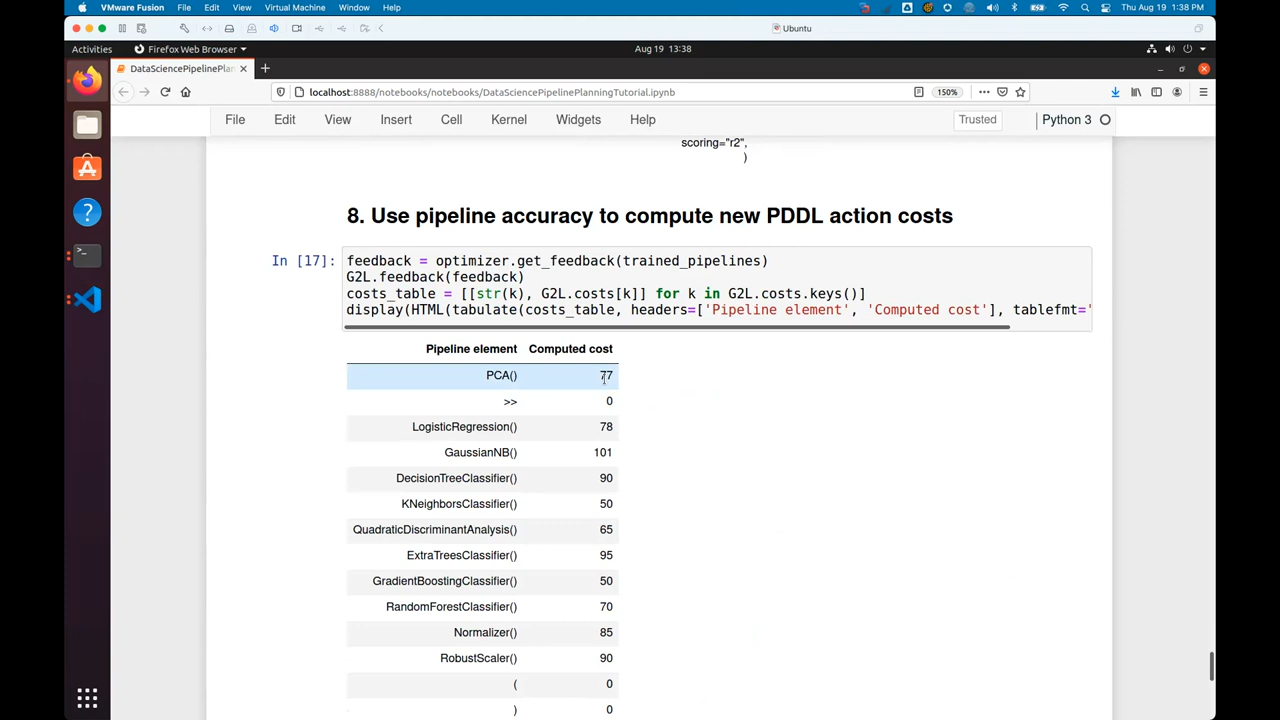 VMware Fusion File Edit View Virtual Machine Window Help Thu Aug 19 1:38 PM
Ubuntu
Activities Firefox Web Browser Aug 19 13:38
DataSciencePipelinePlan
localhost:8888/notebooks/notebooks/DataSciencePipelinePlanningTutorial.ipynb 150%
File Edit View Insert Cell Kernel Widgets Help Trusted Python 3
scoring="r2",
)
8. Use pipeline accuracy to compute new PDDL action costs
In [17]: feedback = optimizer.get_feedback(trained_pipelines)
G2L.feedback(feedback)
costs_table = [[str(k), G2L.costs[k]] for k in G2L.costs.keys()]
display(HTML(tabulate(costs_table, headers=['Pipeline element', 'Computed cost'], tablefmt='
Pipeline element Computed cost
PCA() 77
>> 0
LogisticRegression() 78
GaussianNB() 101
DecisionTreeClassifier() 90
KNeighborsClassifier() 50
QuadraticDiscriminantAnalysis() 65
ExtraTreesClassifier() 95
GradientBoostingClassifier() 50
RandomForestClassifier() 70
Normalizer() 85
RobustScaler() 90
( 0
) 0